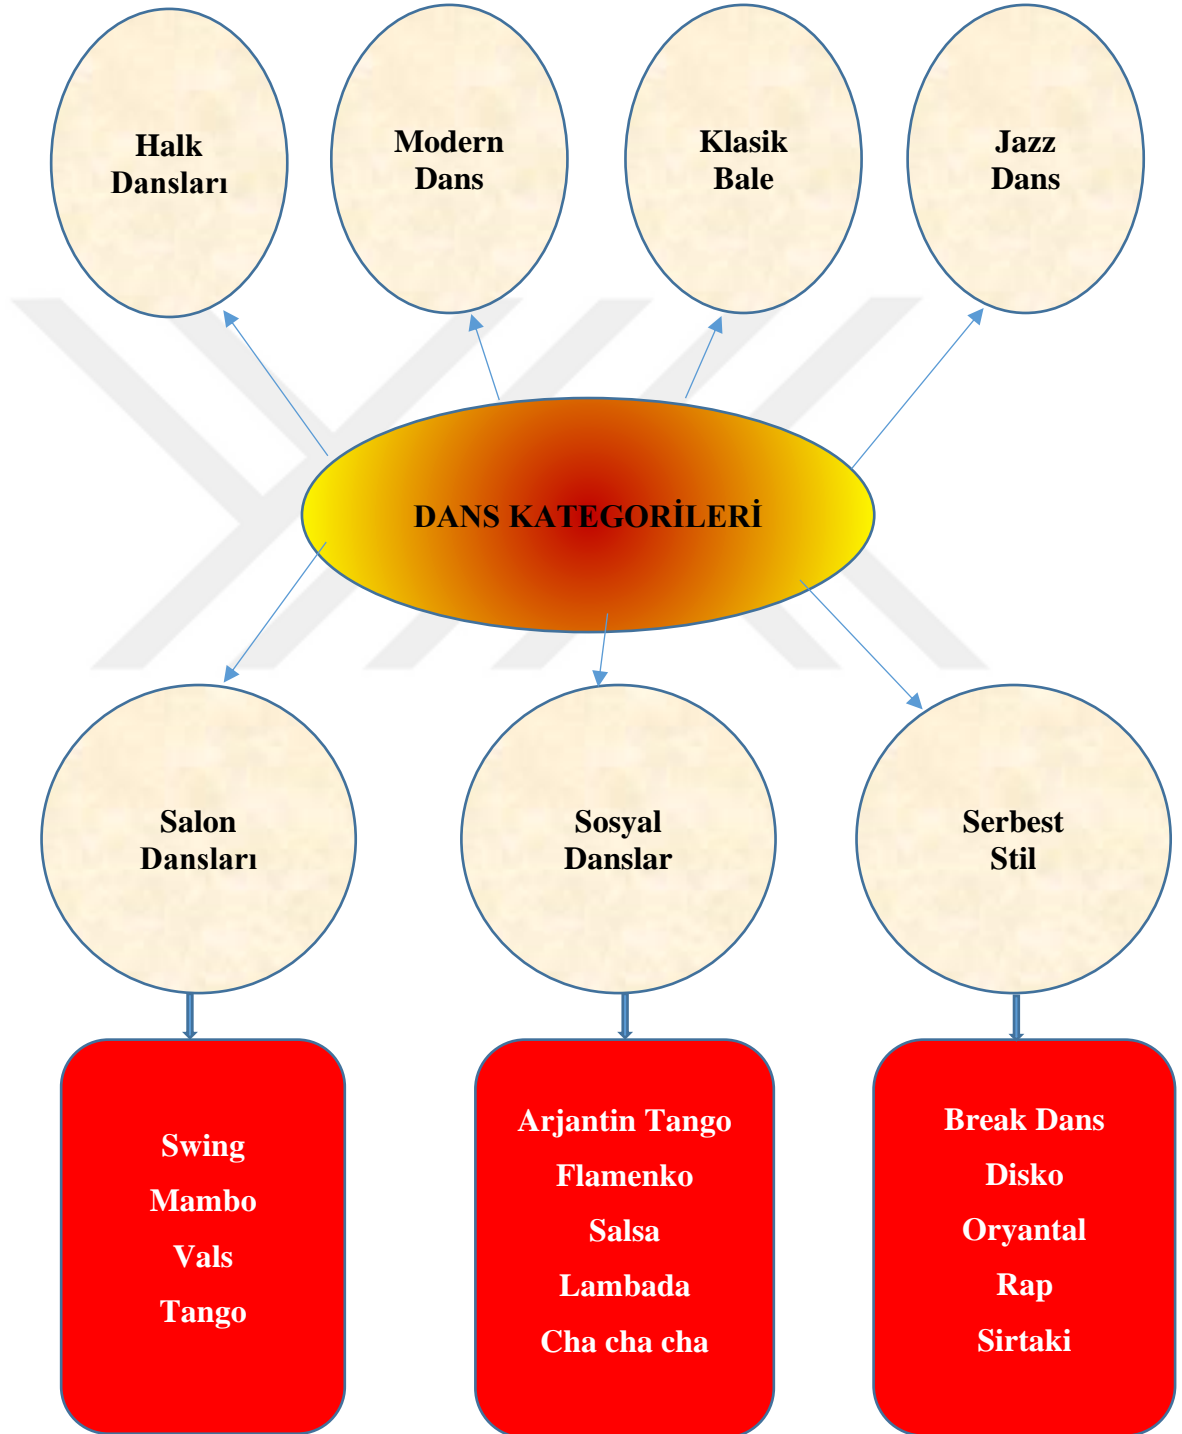 Halk
Dansları
Modern
Dans
Klasik
Bale
Jazz
Dans
DANS KATEGORİLERİ
Salon
Dansları
Sosyal
Danslar
Serbest
Stil
Swing
Mambo
Vals
Tango
Arjantin Tango
Flamenko
Salsa
Lambada
Cha cha cha
Break Dans
Disko
Oryantal
Rap
Sirtaki